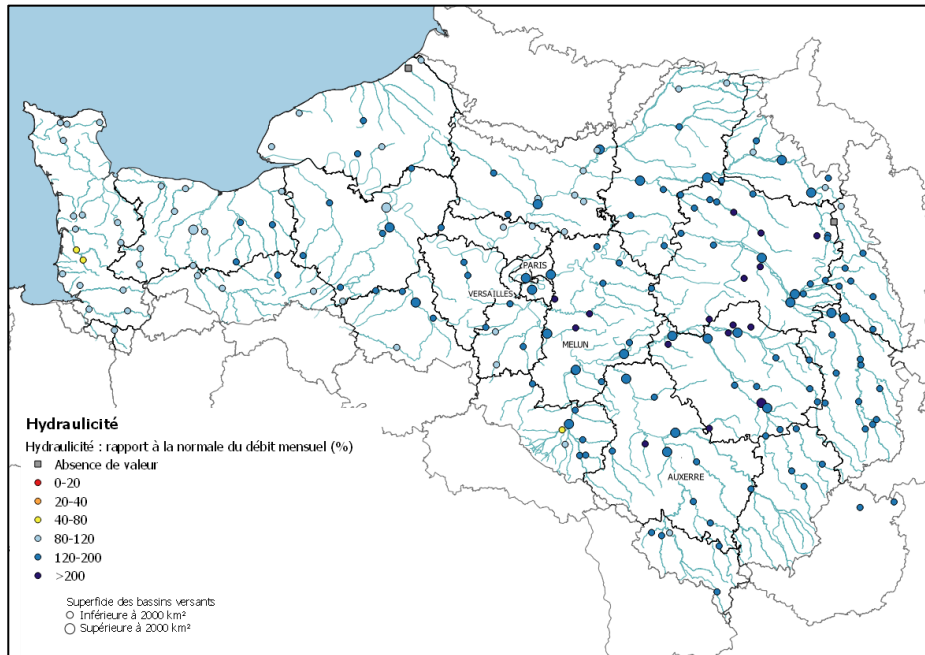 PARIS
VERSAILLES
MELUN
AUXERRE
Hydraulicité
Hydraulicité : rapport à la normale du débit mensuel (%)
Absence de valeur
0-20
20-40
40-80
80-120
120-200
>200
Superficie des bassins versants
Inférieure à 2000 km²
Supérieure à 2000 km²